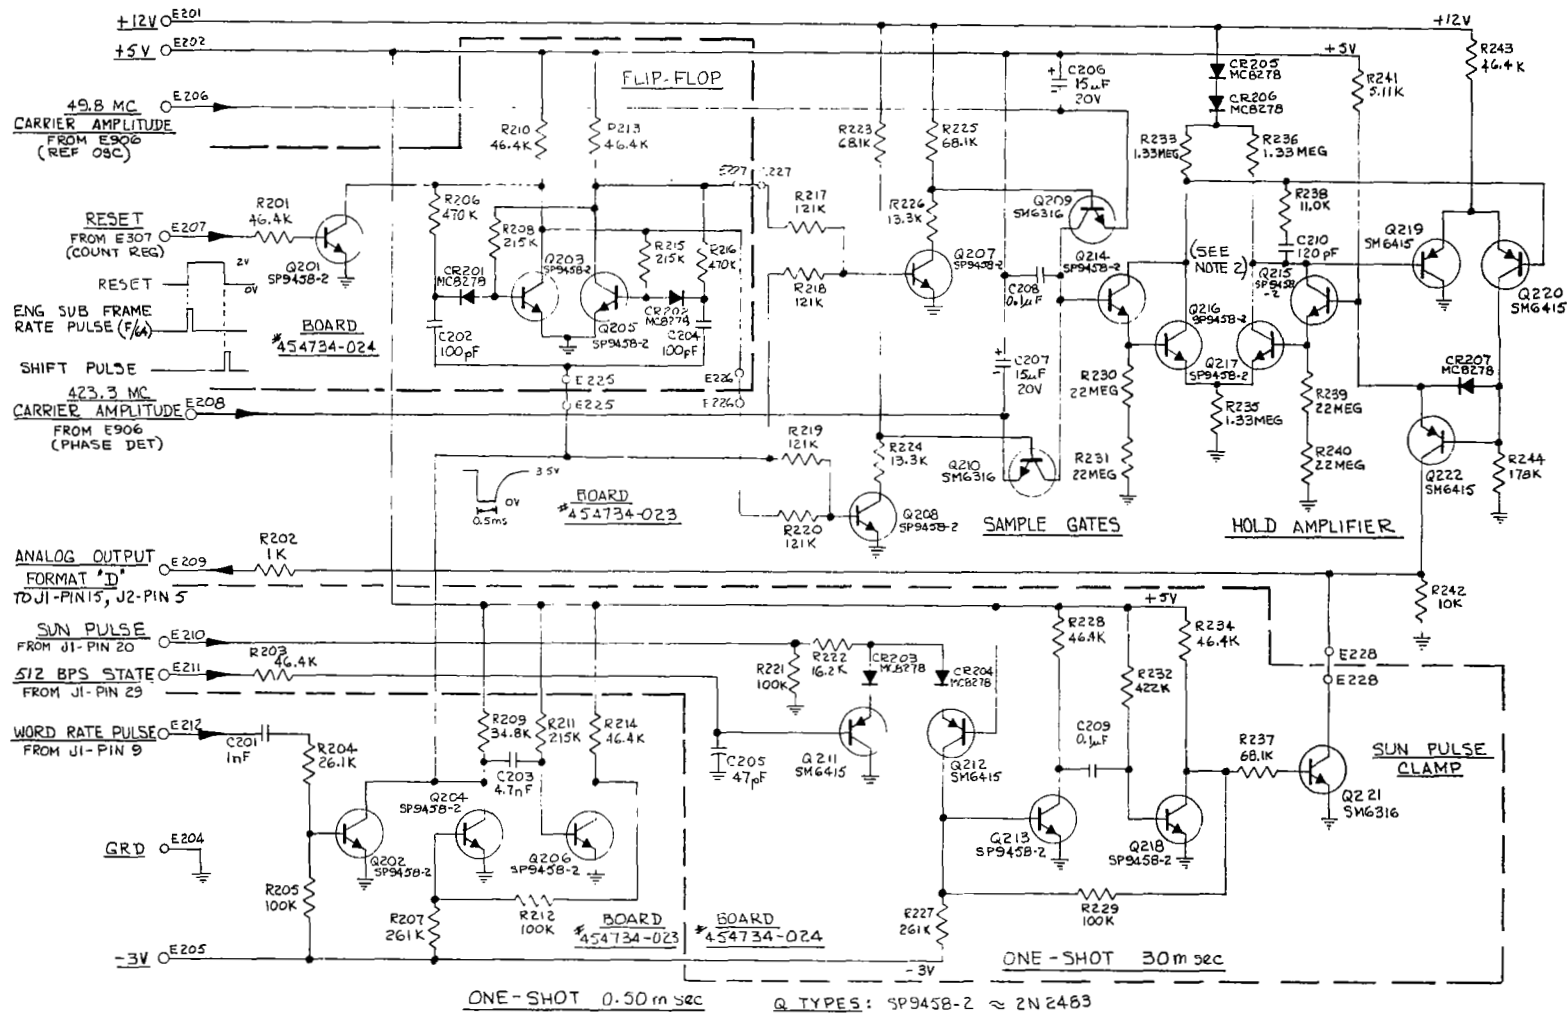 +12V E201
+12V
+5V E202
+5V
FLIP-FLOP
49.8 MC E206
CARRIER AMPLITUDE
FROM E906
(REF OSC)
R210
46.4K
R213
46.4K
R223
68.1K
R225
68.1K
C206
15µF
20V
CR205
MC8278
CR206
MC8278
R241
5.11K
R243
46.4K
R233
1.33MEG
R236
1.33MEG
E227
R201
46.4K
RESET
FROM E307
(COUNT REG)
E207
Q201
SP9458-2
R206
470K
R208
215K
CR201
MC8278
Q203
SP9458-2
R215
215K
R216
470K
CR202
MC8278
Q205
SP9458-2
C202
100pF
C204
100pF
R217
121K
R218
121K
R226
13.3K
Q207
SP9458-2
Q209
SM6316
C208
0.1µF
Q214
SP9458-2
(SEE
NOTE 2)
R238
11.0K
C210
120pF
Q215
SP9458
-2
Q219
SM6415
Q220
SM6415
Q216
SP9458-2
Q217
SP9458-2
RESET
2V
0V
ENG SUB FRAME
RATE PULSE (F/64)
SHIFT PULSE
BOARD
#454734-024
E225
E225
E226
E226
C207
15µF
20V
R230
22MEG
R231
22MEG
R235
1.33MEG
R239
22MEG
R240
22MEG
CR207
MC8278
Q222
SM6415
R244
178K
423.3 MC
CARRIER AMPLITUDE E208
FROM E906
(PHASE DET)
3.5V
0V
0.5ms
BOARD
#454734-023
R219
121K
R220
121K
R224
13.3K
Q208
SP9458-2
Q210
SM6316
SAMPLE GATES
HOLD AMPLIFIER
ANALOG OUTPUT E209
FORMAT "D"
TO J1-PIN15, J2-PIN 5
R202
1K
R242
10K
SUN PULSE E210
FROM J1-PIN 20
512 BPS STATE E211
FROM J1-PIN 29
R203
46.4K
R221
100K
R222
16.2K
CR203
MC8278
CR204
MC8278
R228
46.4K
+5V
R234
46.4K
R232
422K
E228
E228
WORD RATE PULSE E212
FROM J1-PIN 9
C201
1nF
R204
26.1K
R209
34.8K
R211
215K
R214
46.4K
C203
4.7nF
Q204
SP9458-2
Q206
SP9458-2
C205
47pF
Q211
SM6415
Q212
SM6415
C209
0.1µF
R237
68.1K
SUN PULSE
CLAMP
Q221
SM6316
Q213
SP9458-2
Q218
SP9458-2
GRD E204
Q202
SP9458-2
R205
100K
R207
261K
R212
100K
BOARD
#454734-023
BOARD
#454734-024
R227
261K
R229
100K
-3V E205
-3V
ONE-SHOT 30 m sec
ONE-SHOT 0.50 m sec
Q TYPES: SP9458-2 ≈ 2N2483